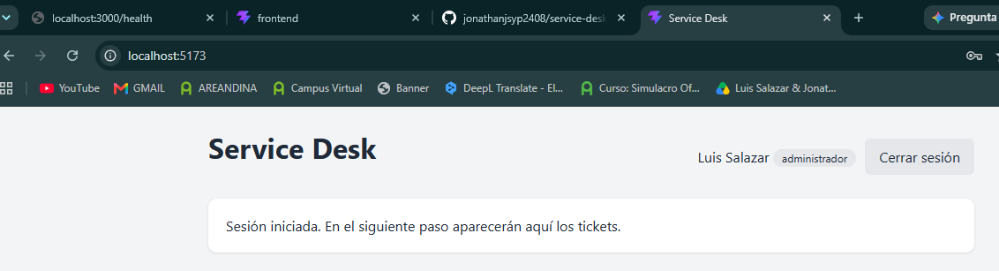 localhost:3000/health
frontend
jonathanjsyp2408/service-des
Service Desk
Pregunta
localhost:5173
YouTube GMAIL AREANDINA Campus Virtual Banner DeepL Translate - El... Curso: Simulacro Of... Luis Salazar & Jonat...
Service Desk
Luis Salazar administrador Cerrar sesión
Sesión iniciada. En el siguiente paso aparecerán aquí los tickets.